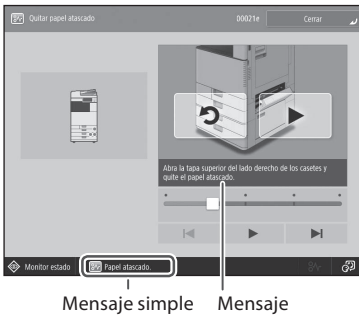 Quitar papel atascado
00021e
Cerrar
Abra la tapa superior del lado derecho de los casetes y
quite el papel atascado.
Monitor estado
Papel atascado.
Mensaje simple
Mensaje